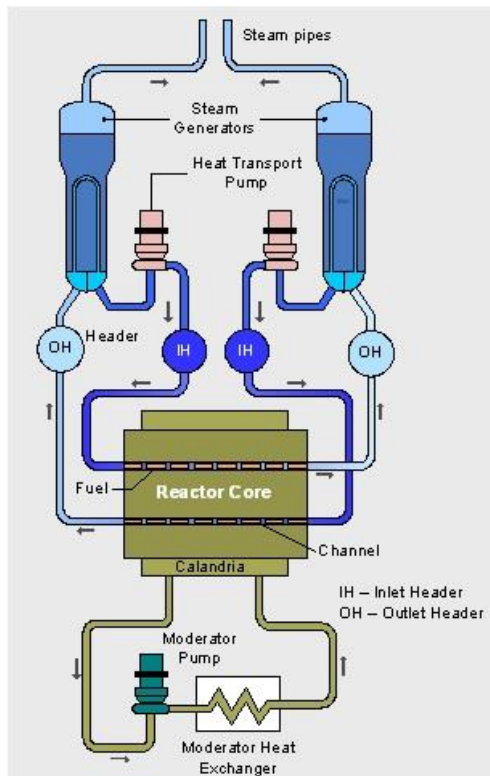 Steam pipes
Steam
Generators
Heat Transport
Pump
Header
OH
IH
IH
OH
Fuel
Reactor Core
Channel
Calandria
IH – Inlet Header
OH – Outlet Header
Moderator
Pump
Moderator Heat
Exchanger